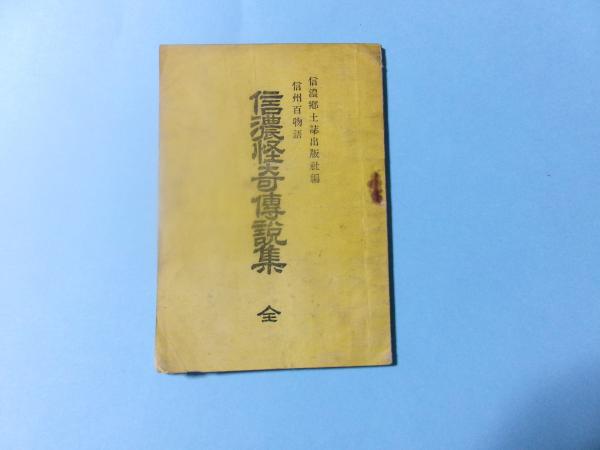 信濃郷土誌出版社編
信州百物語
信濃怪奇傳說集
全